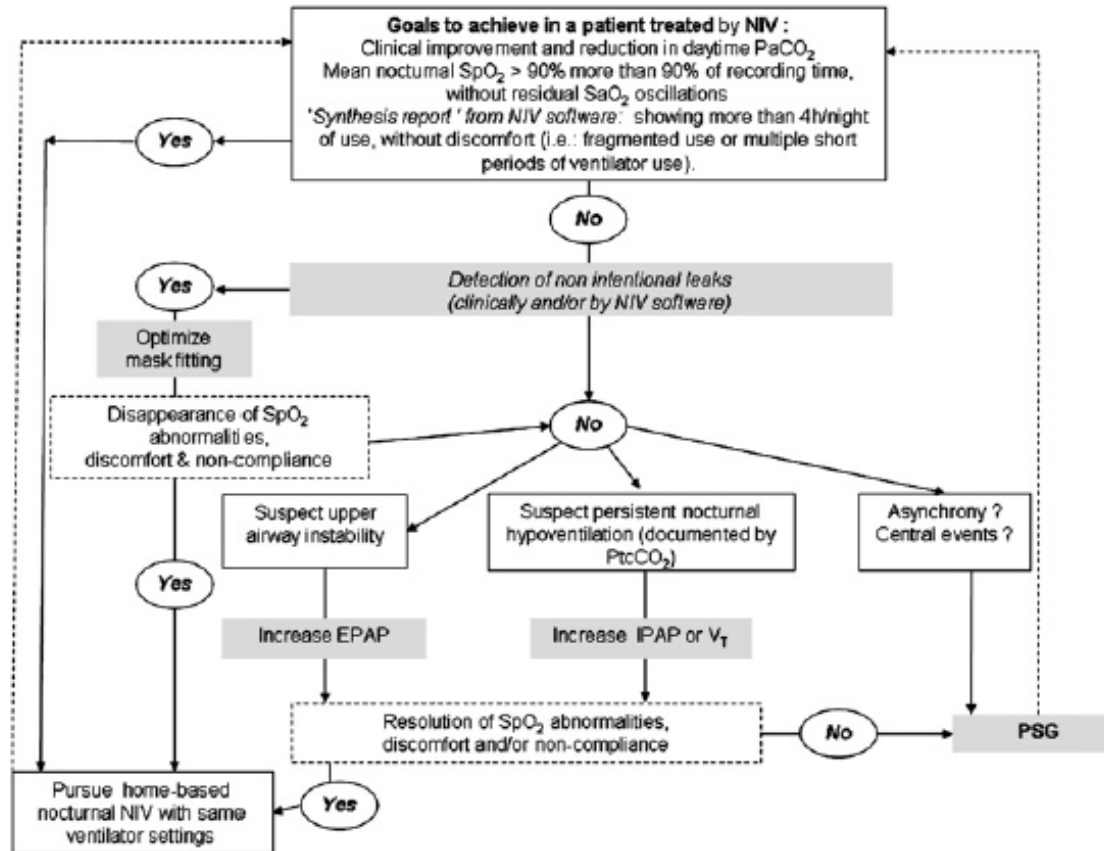 Goals to achieve in a patient treated by NIV :
Clinical improvement and reduction in daytime PaCO2
Mean nocturnal SpO2 > 90% more than 90% of recording time,
without residual SaO2 oscillations
'Synthesis report ' from NIV software: showing more than 4h/night
of use, without discomfort (i.e.: fragmented use or multiple short
periods of ventilator use).
Yes
No
Detection of non intentional leaks
(clinically and/or by NIV software)
Yes
Optimize
mask fitting
Disappearance of SpO2
abnormalities,
discomfort & non-compliance
No
Suspect upper
airway instability
Suspect persistent nocturnal
hypoventilation (documented by
PtcCO2)
Asynchrony ?
Central events ?
Yes
Increase EPAP
Increase IPAP or VT
Resolution of SpO2 abnormalities,
discomfort and/or non-compliance
No
PSG
Yes
Pursue home-based
nocturnal NIV with same
ventilator settings